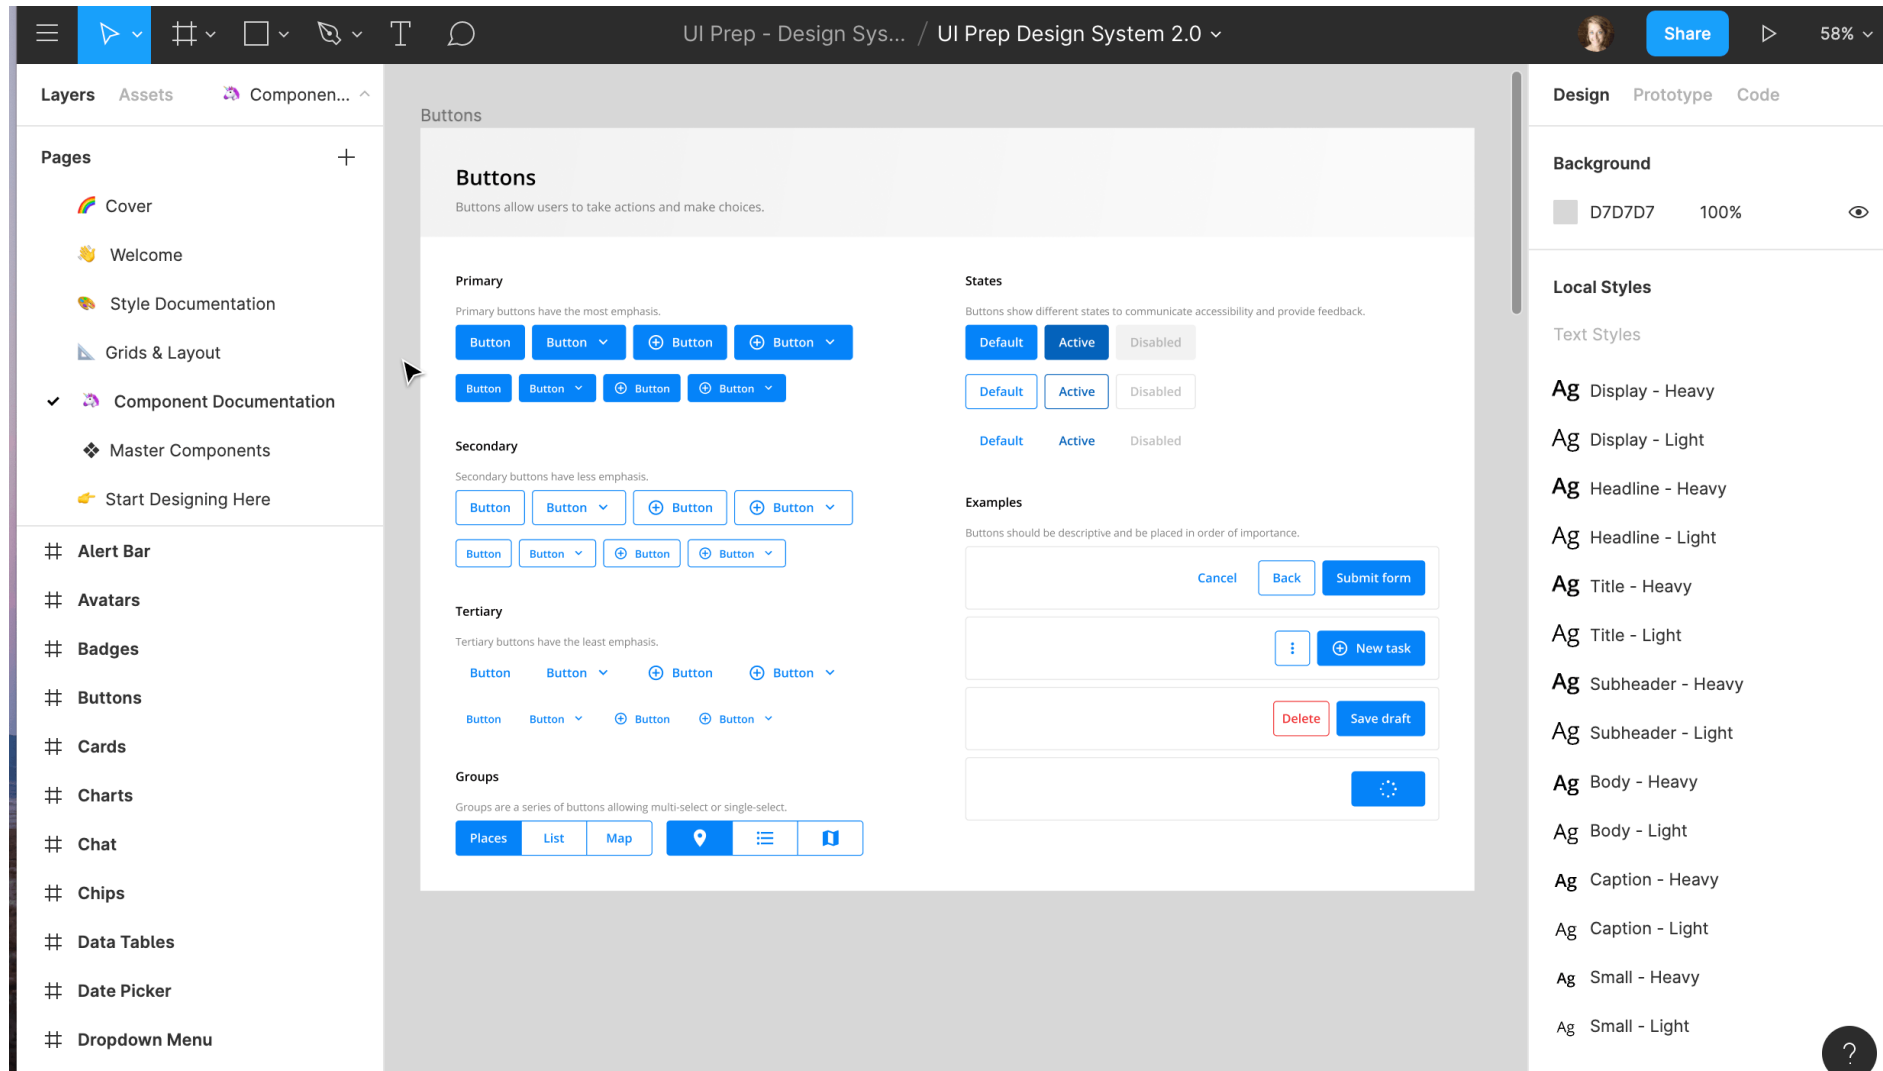 UI Prep - Design Sys... / UI Prep Design System 2.0
Share
58%
Layers Assets Componen...
Pages
Cover
Welcome
Style Documentation
Grids & Layout
Component Documentation
Master Components
Start Designing Here
Alert Bar
Avatars
Badges
Buttons
Cards
Charts
Chat
Chips
Data Tables
Date Picker
Dropdown Menu
Buttons
Buttons
Buttons allow users to take actions and make choices.
Primary
Primary buttons have the most emphasis.
Button Button Button Button
Button Button Button Button
Secondary
Secondary buttons have less emphasis.
Button Button Button Button
Button Button Button Button
Tertiary
Tertiary buttons have the least emphasis.
Button Button Button Button
Button Button Button Button
Groups
Groups are a series of buttons allowing multi-select or single-select.
Places List Map
States
Buttons show different states to communicate accessibility and provide feedback.
Default Active Disabled
Default Active Disabled
Default Active Disabled
Examples
Buttons should be descriptive and be placed in order of importance.
Cancel Back Submit form
New task
Delete Save draft
Design Prototype Code
Background
D7D7D7 100%
Local Styles
Text Styles
Ag Display - Heavy
Ag Display - Light
Ag Headline - Heavy
Ag Headline - Light
Ag Title - Heavy
Ag Title - Light
Ag Subheader - Heavy
Ag Subheader - Light
Ag Body - Heavy
Ag Body - Light
Ag Caption - Heavy
Ag Caption - Light
Ag Small - Heavy
Ag Small - Light
?